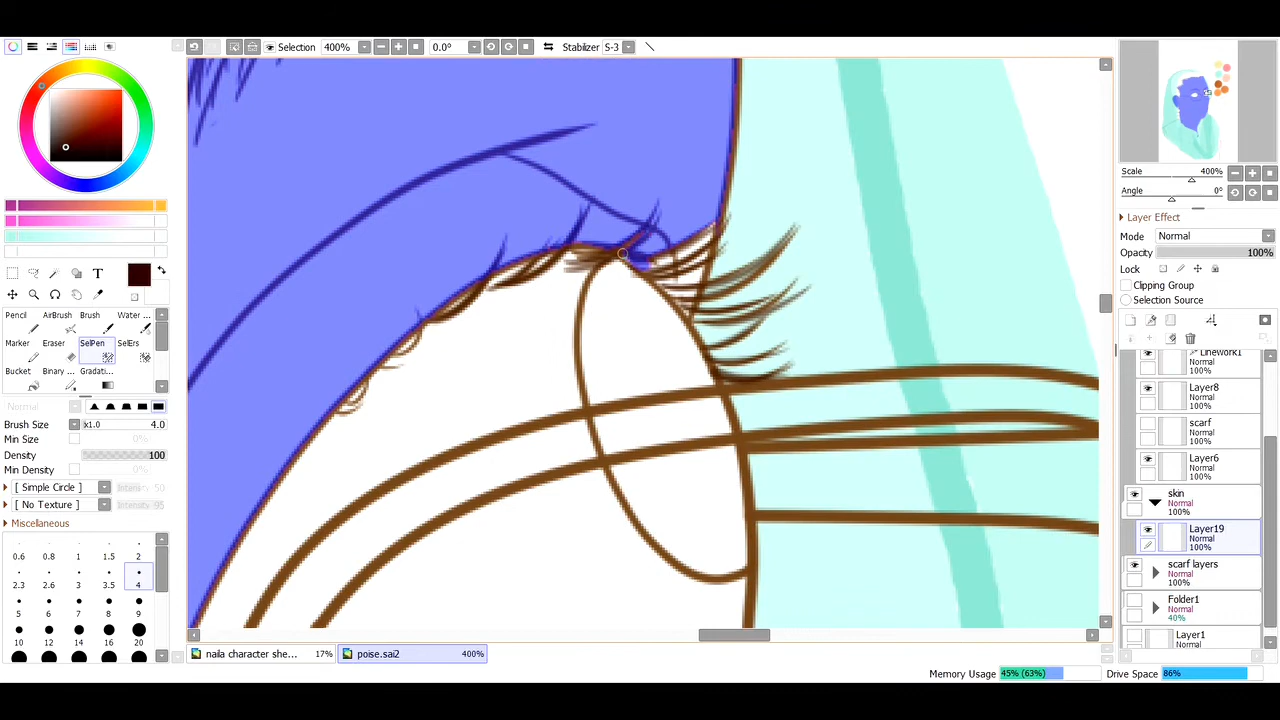 Selection 400% 0.0° Stabilizer S-3
T
Pencil AirBrush Brush Water ...
Marker Eraser SelPen SelErs
Bucket Binary ... Gradati...
Normal
Brush Size x1.0 4.0
Min Size 0%
Density 100
Min Density 0%
[ Simple Circle ] Intensi 50
[ No Texture ] Intensity 95
Miscellaneous
0.6 0.8 1 1.5 2
2.3 2.6 3 3.5 4
5 6 7 8 9
10 12 14 16 20
naila character she... 17% poise.sai2 400%
Memory Usage 45% (63%) Drive Space 86%
Scale 400%
Angle 0°
Layer Effect
Mode Normal
Opacity 100%
Lock
Clipping Group
Selection Source
Linework1
Normal
100%
Layer8
Normal
100%
scarf
Normal
100%
Layer6
Normal
100%
skin
Normal
100%
Layer19
Normal
100%
scarf layers
Normal
100%
Folder1
Normal
40%
Layer1
Normal